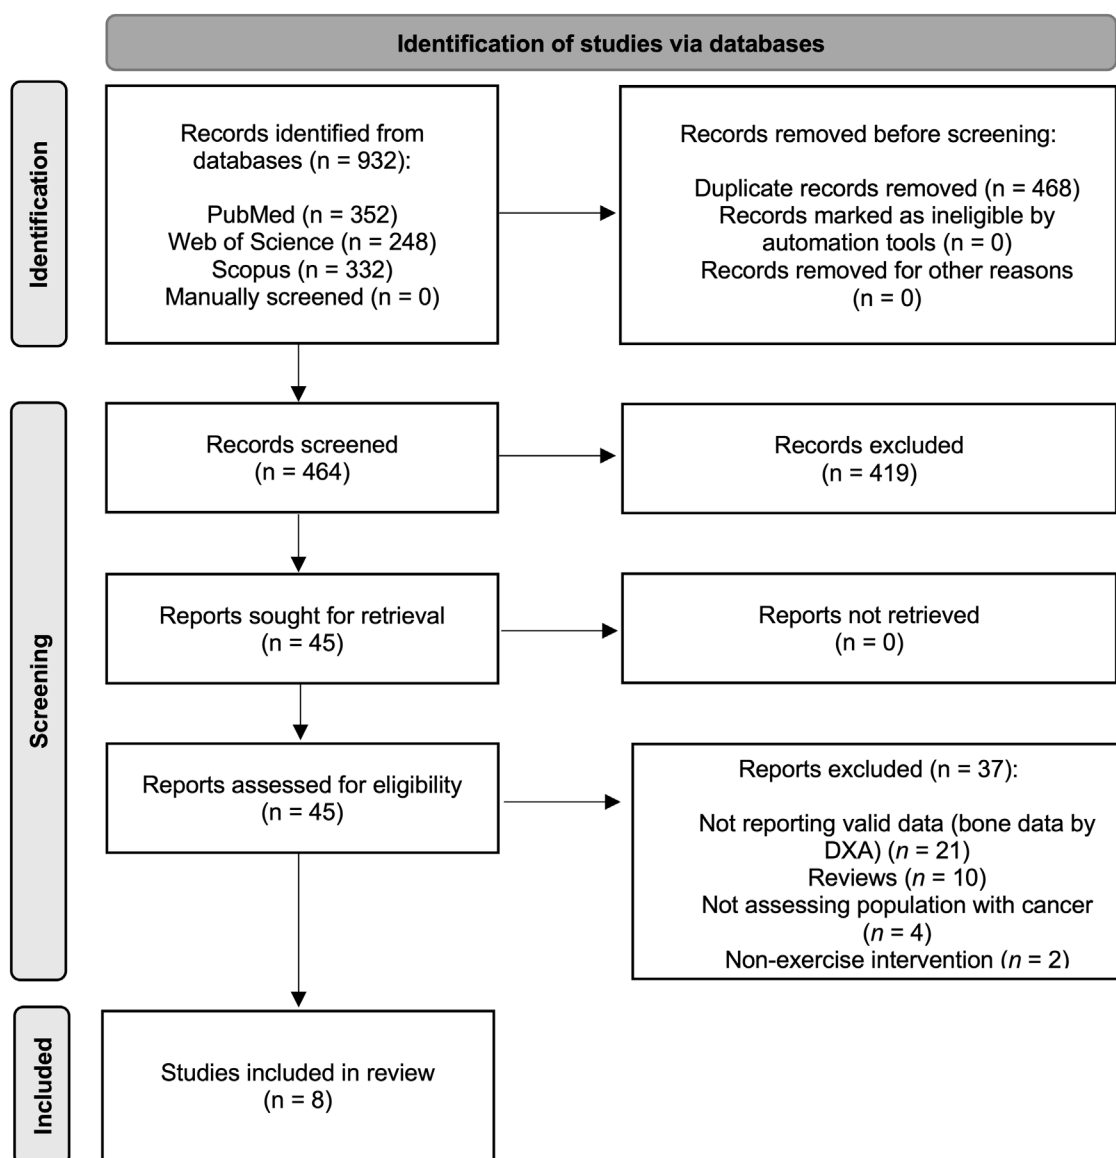 Identification of studies via databases
Identification
Records identified from
databases (n = 932):
PubMed (n = 352)
Web of Science (n = 248)
Scopus (n = 332)
Manually screened (n = 0)
Records removed before screening:
Duplicate records removed (n = 468)
Records marked as ineligible by
automation tools (n = 0)
Records removed for other reasons
(n = 0)
Screening
Records screened
(n = 464)
Records excluded
(n = 419)
Reports sought for retrieval
(n = 45)
Reports not retrieved
(n = 0)
Reports assessed for eligibility
(n = 45)
Reports excluded (n = 37):
Not reporting valid data (bone data by
DXA) (n = 21)
Reviews (n = 10)
Not assessing population with cancer
(n = 4)
Non-exercise intervention (n = 2)
Included
Studies included in review
(n = 8)